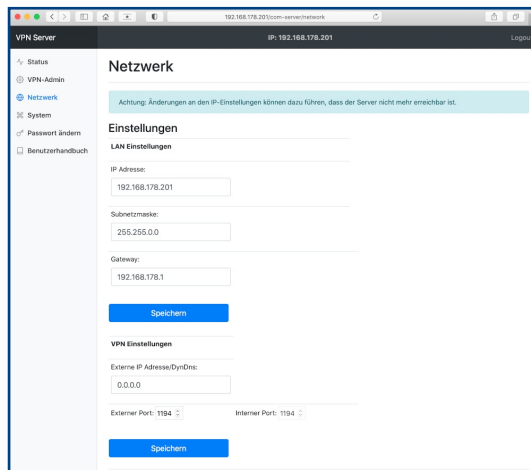 192.168.178.201/com-server/network
VPN Server
IP: 192.168.178.201
Logou
Status
VPN-Admin
Netzwerk
System
Passwort ändern
Benutzerhandbuch
Netzwerk
Achtung: Änderungen an den IP-Einstellungen können dazu führen, dass der Server nicht mehr erreichbar ist.
Einstellungen
LAN Einstellungen
IP Adresse:
192.168.178.201
Subnetzmaske:
255.255.0.0
Gateway:
192.168.178.1
Speichern
VPN Einstellungen
Externe IP Adresse/DynDns:
0.0.0.0
Externer Port: 1194 Interner Port: 1194
Speichern